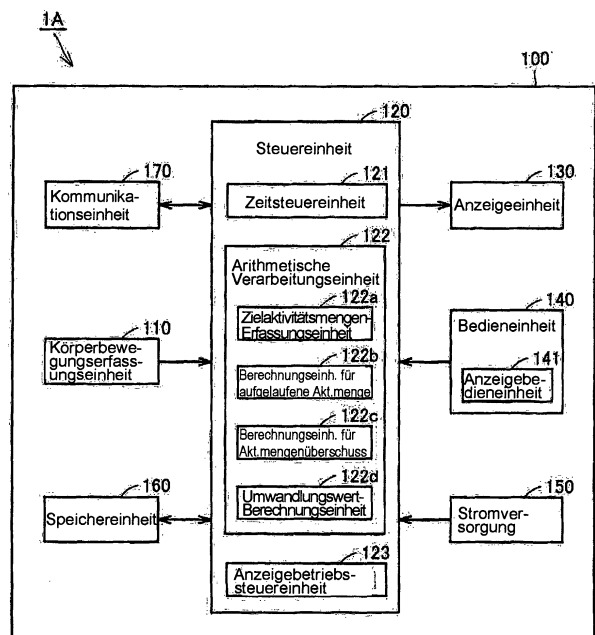 1A
100
120
Steuereinheit
170
Kommunika-
tionseinheit
121
Zeitsteuereinheit
130
Anzeigeeinheit
122
Arithmetische
Verarbeitungseinheit
122a
Zielaktivitätsmengen-
Erfassungseinheit
140
Bedieneinheit
141
Anzeigebe-
dieneinheit
110
Körperbewe-
gungserfas-
sungseinheit
122b
Berechnungseinh. für
aufgelaufene Akt.menge
122c
Berechnungseinh. für
Akt.mengenüberschuss
122d
Umwandlungswert-
Berechnungseinheit
160
Speichereinheit
150
Stromver-
sorgung
123
Anzeigebetriebs-
steuereinheit